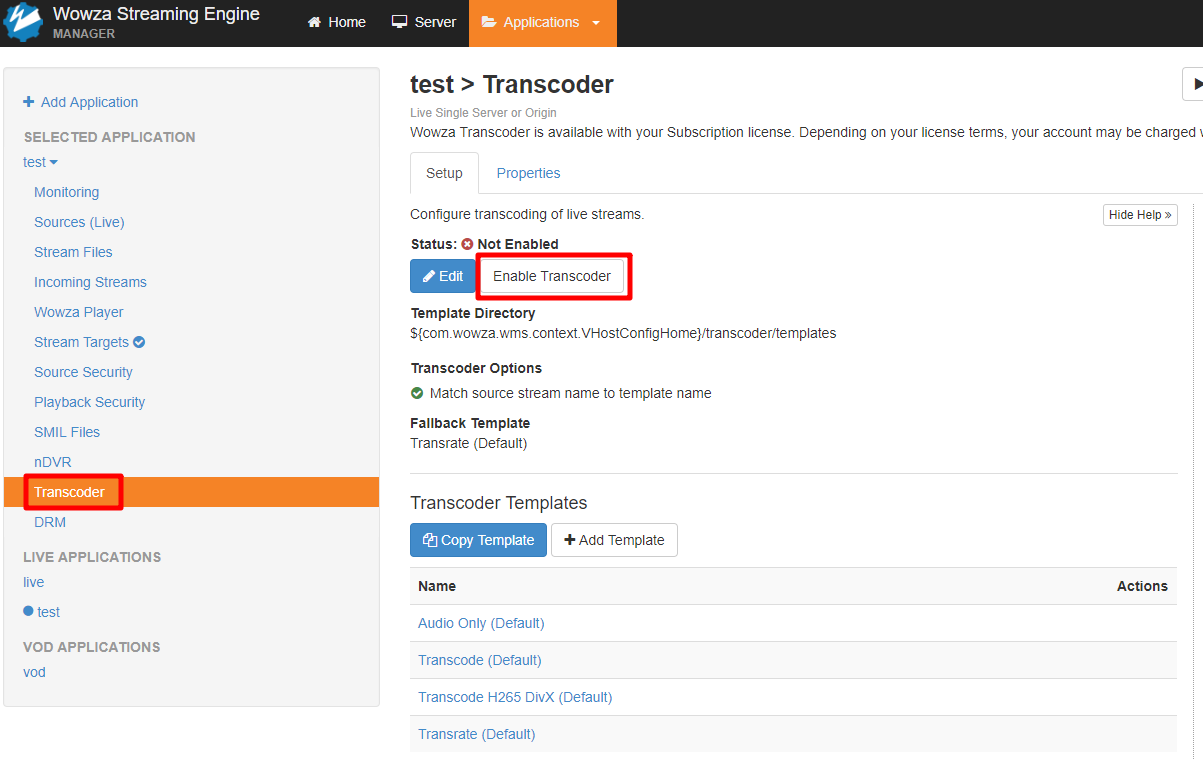 Wowza Streaming Engine
MANAGER
Home
Server
Applications
Add Application
SELECTED APPLICATION
test
Monitoring
Sources (Live)
Stream Files
Incoming Streams
Wowza Player
Stream Targets
Source Security
Playback Security
SMIL Files
nDVR
Transcoder
DRM
LIVE APPLICATIONS
live
test
VOD APPLICATIONS
vod
test > Transcoder
Live Single Server or Origin
Wowza Transcoder is available with your Subscription license. Depending on your license terms, your account may be charged
Setup
Properties
Configure transcoding of live streams.
Hide Help »
Status: Not Enabled
Edit
Enable Transcoder
Template Directory
${com.wowza.wms.context.VHostConfigHome}/transcoder/templates
Transcoder Options
Match source stream name to template name
Fallback Template
Transrate (Default)
Transcoder Templates
Copy Template
Add Template
Name Actions
Audio Only (Default)
Transcode (Default)
Transcode H265 DivX (Default)
Transrate (Default)